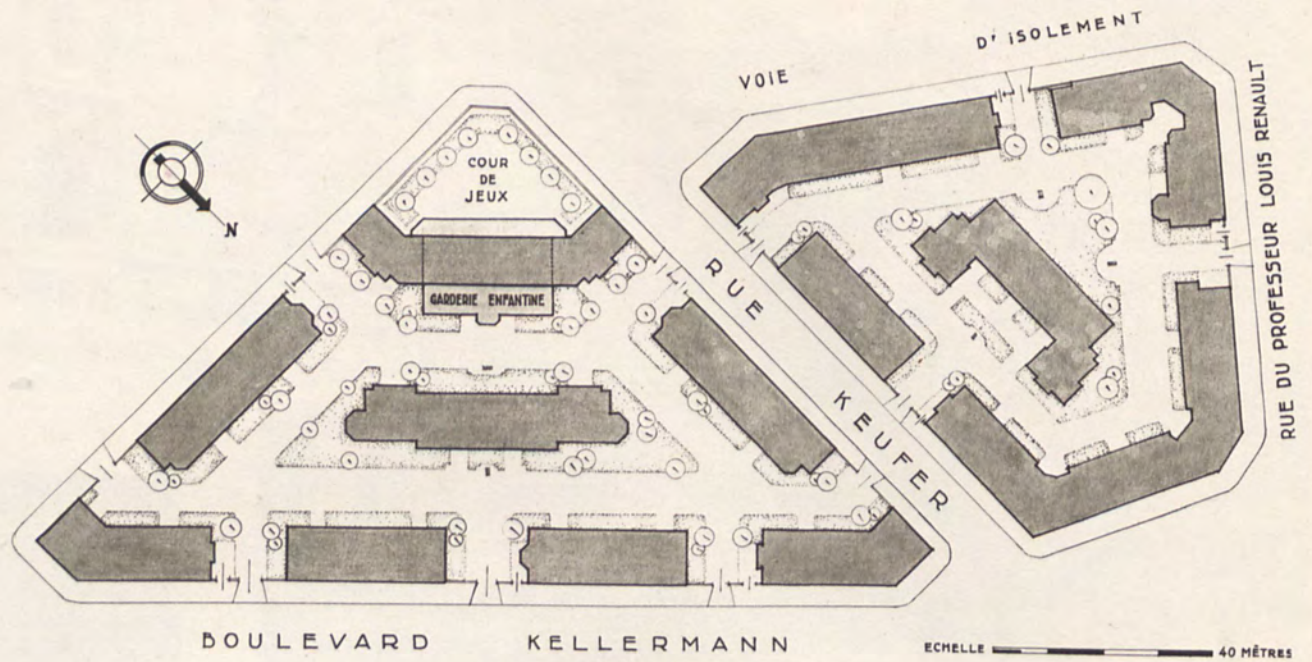 VOIE D'ISOLEMENT
COUR
DE
JEUX
N
GARDERIE ENFANTINE
RUE KEUFER
RUE DU PROFESSEUR LOUIS RENAULT
BOULEVARD KELLERMANN
ECHELLE 40 MÈTRES